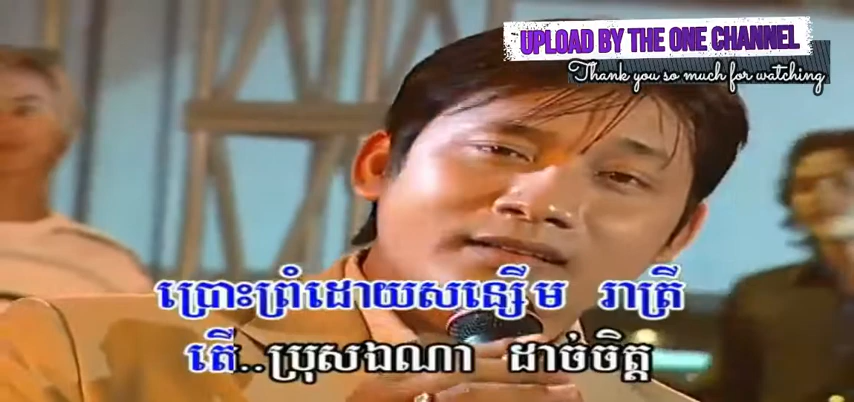 UPLOAD BY THE ONE CHANNEL
Thank you so much for watching
ប្រោះព្រំដោយសន្សើម រាត្រី
តើ..ប្រុសឯណា ដាច់ចិត្ត